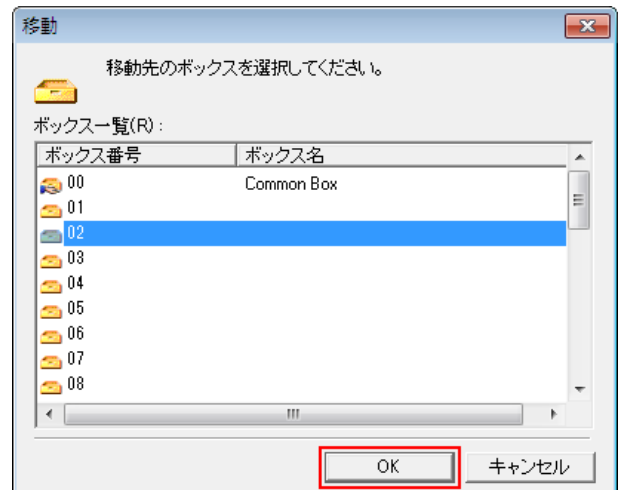 移動
移動先のボックスを選択してください。
ボックス一覧(R):
ボックス番号 ボックス名
00 Common Box
01
02
03
04
05
06
07
08
OK キャンセル